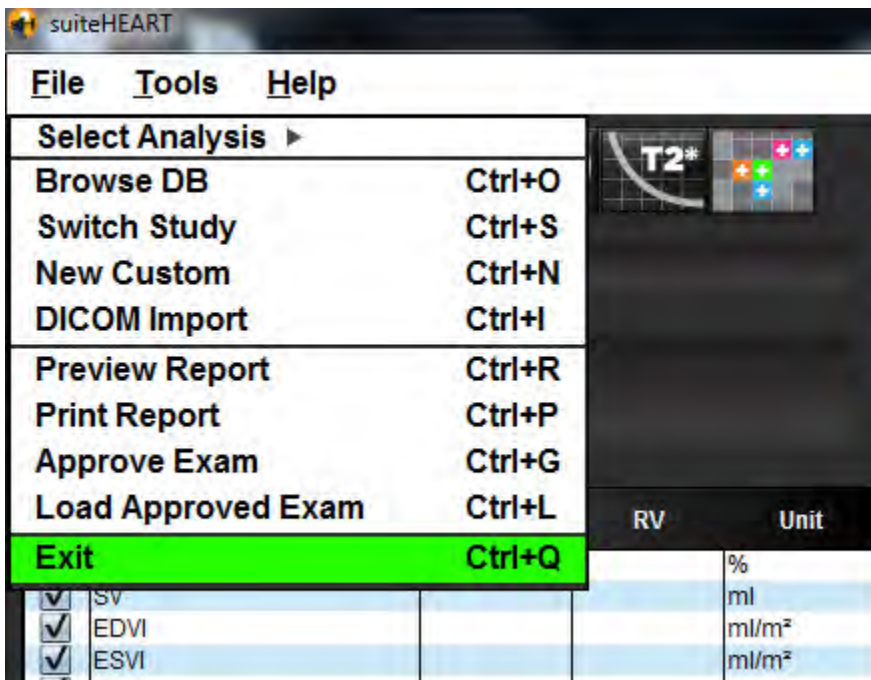 suiteHEART
File Tools Help
Select Analysis ▶
Browse DB Ctrl+O
Switch Study Ctrl+S
New Custom Ctrl+N
DICOM Import Ctrl+I
Preview Report Ctrl+R
Print Report Ctrl+P
Approve Exam Ctrl+G
Load Approved Exam Ctrl+L
Exit Ctrl+Q
T2*
RV Unit
%
SV ml
EDVI ml/m²
ESVI ml/m²